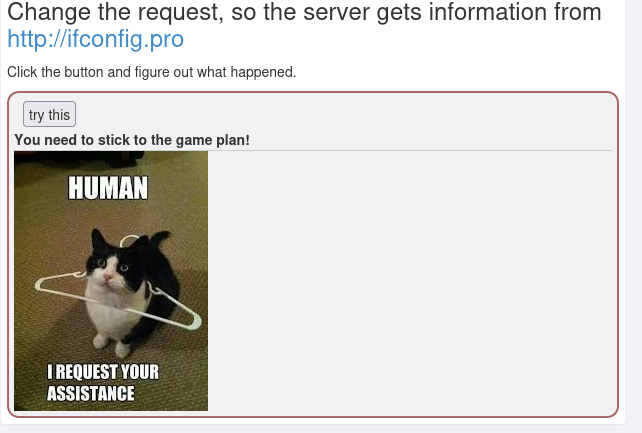 Change the request, so the server gets information from
http://ifconfig.pro
Click the button and figure out what happened.
try this
You need to stick to the game plan!
HUMAN
I REQUEST YOUR
ASSISTANCE